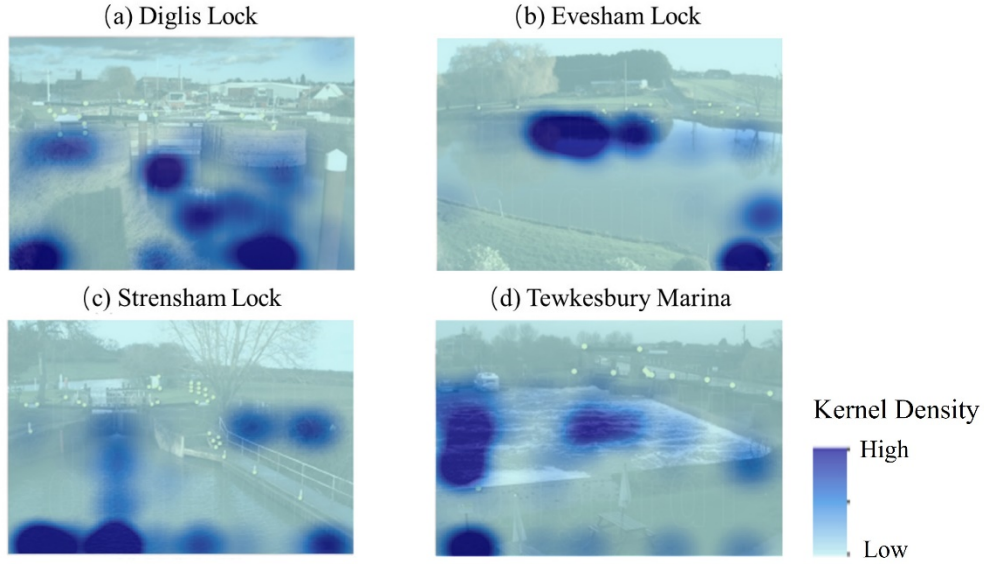 (a) Diglis Lock
(b) Evesham Lock
(c) Strensham Lock
(d) Tewkesbury Marina
Kernel Density
High
Low